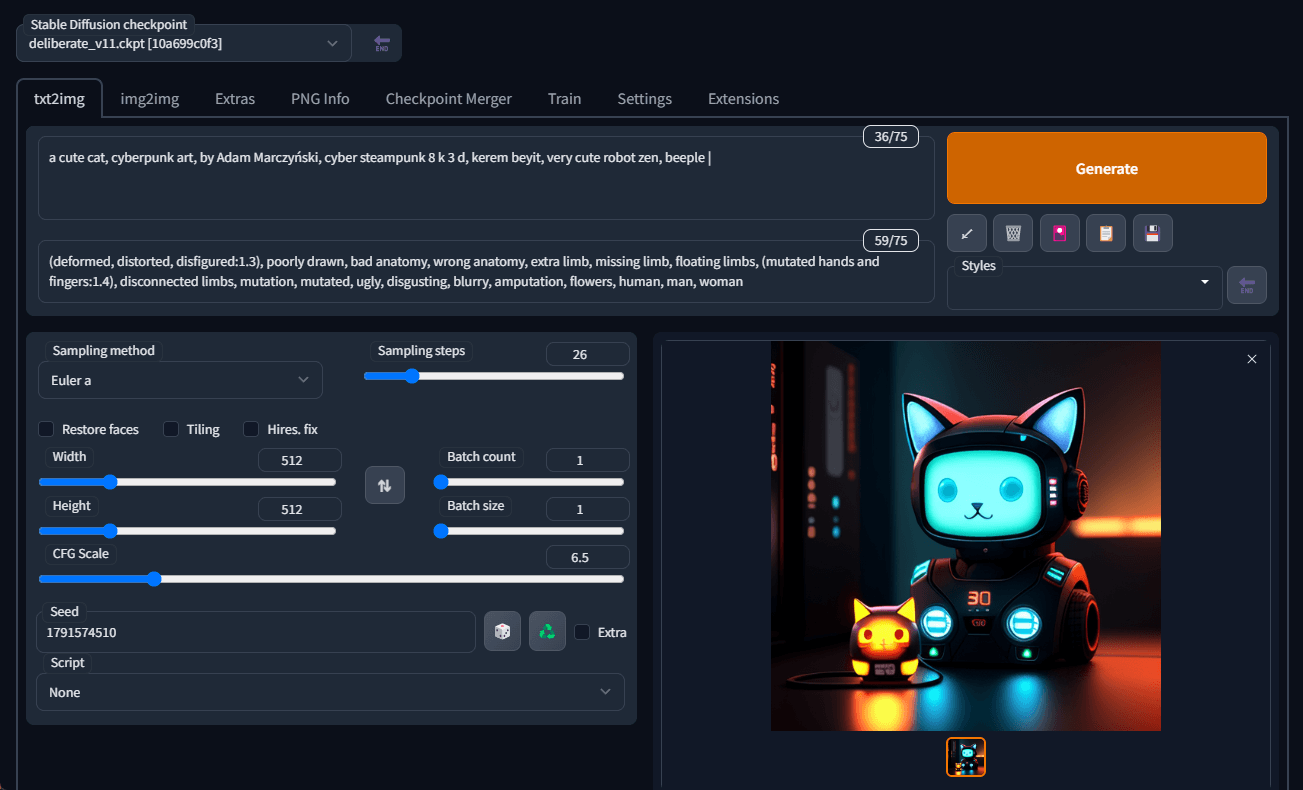 Stable Diffusion checkpoint
deliberate_v11.ckpt [10a699c0f3]
END
txt2img
img2img
Extras
PNG Info
Checkpoint Merger
Train
Settings
Extensions
36/75
a cute cat, cyberpunk art, by Adam Marczyński, cyber steampunk 8 k 3 d, kerem beyit, very cute robot zen, beeple |
Generate
59/75
(deformed, distorted, disfigured:1.3), poorly drawn, bad anatomy, wrong anatomy, extra limb, missing limb, floating limbs, (mutated hands and
fingers:1.4), disconnected limbs, mutation, mutated, ugly, disgusting, blurry, amputation, flowers, human, man, woman
Styles
END
Sampling method
Euler a
Sampling steps
26
Restore faces
Tiling
Hires. fix
Width
512
Batch count
1
Height
512
Batch size
1
CFG Scale
6.5
Seed
1791574510
Extra
Script
None
30